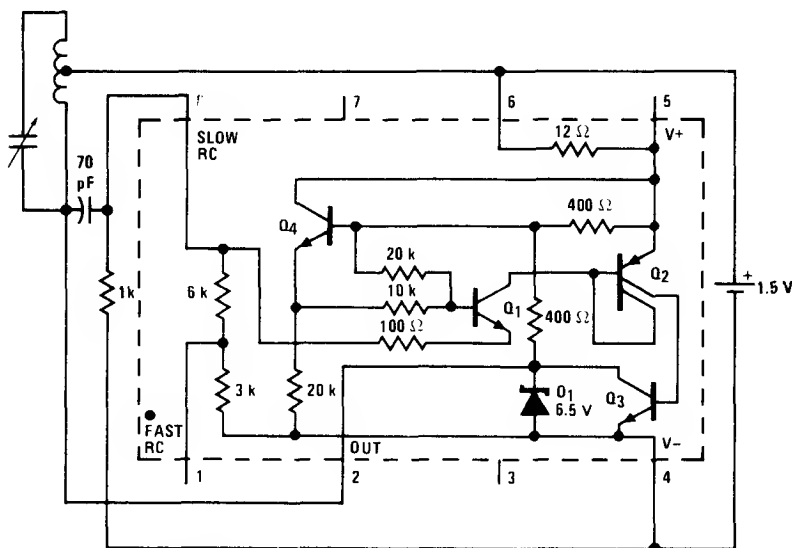 7
6
5
SLOW
RC
12 Ω
V+
70
pF
400 Ω
Q4
20 k
Q2
+
1.5 V
1k
6 k
10 k
Q1
100 Ω
400 Ω
3 k
20 k
6.5 V
Q3
FAST
RC
OUT
V−
1
2
3
4